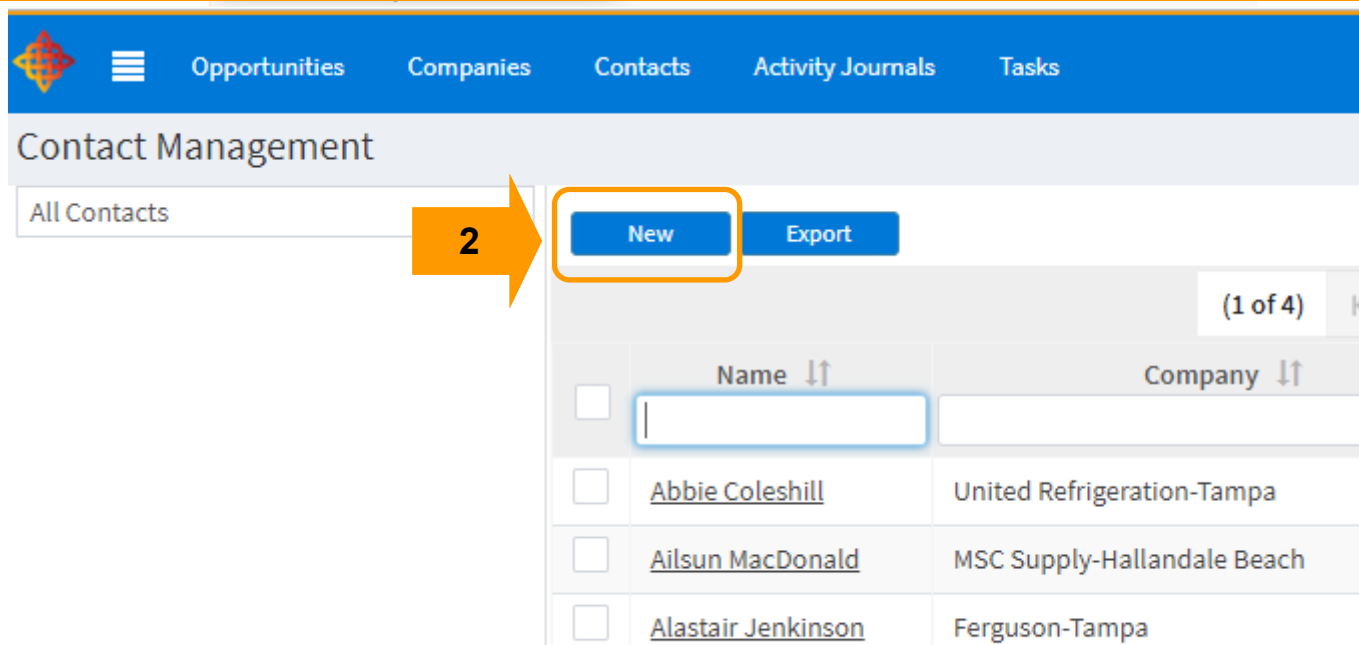 Opportunities Companies Contacts Activity Journals Tasks
Contact Management
All Contacts
2
New Export
(1 of 4)
Name Company
Abbie Coleshill United Refrigeration-Tampa
Ailsun MacDonald MSC Supply-Hallandale Beach
Alastair Jenkinson Ferguson-Tampa